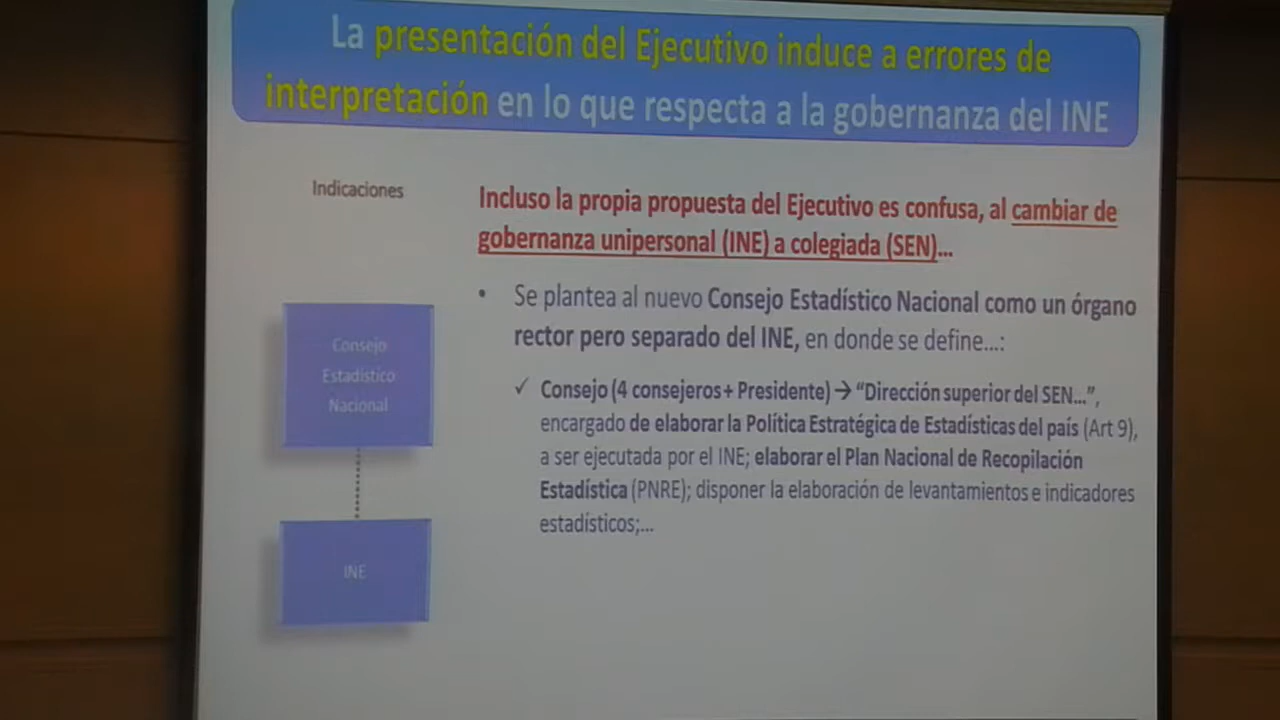 La presentación del Ejecutivo induce a errores de
interpretación en lo que respecta a la gobernanza del INE
Indicaciones
Incluso la propia propuesta del Ejecutivo es confusa, al cambiar de
gobernanza unipersonal (INE) a colegiada (SEN)...
• Se plantea al nuevo Consejo Estadístico Nacional como un órgano
rector pero separado del INE, en donde se define...:
✓ Consejo (4 consejeros+ Presidente) → “Dirección superior del SEN...”,
encargado de elaborar la Política Estratégica de Estadísticas del país (Art 9),
a ser ejecutada por el INE; elaborar el Plan Nacional de Recopilación
Estadística (PNRE); disponer la elaboración de levantamientos e indicadores
estadísticos;...
Consejo
Estadístico
Nacional
INE